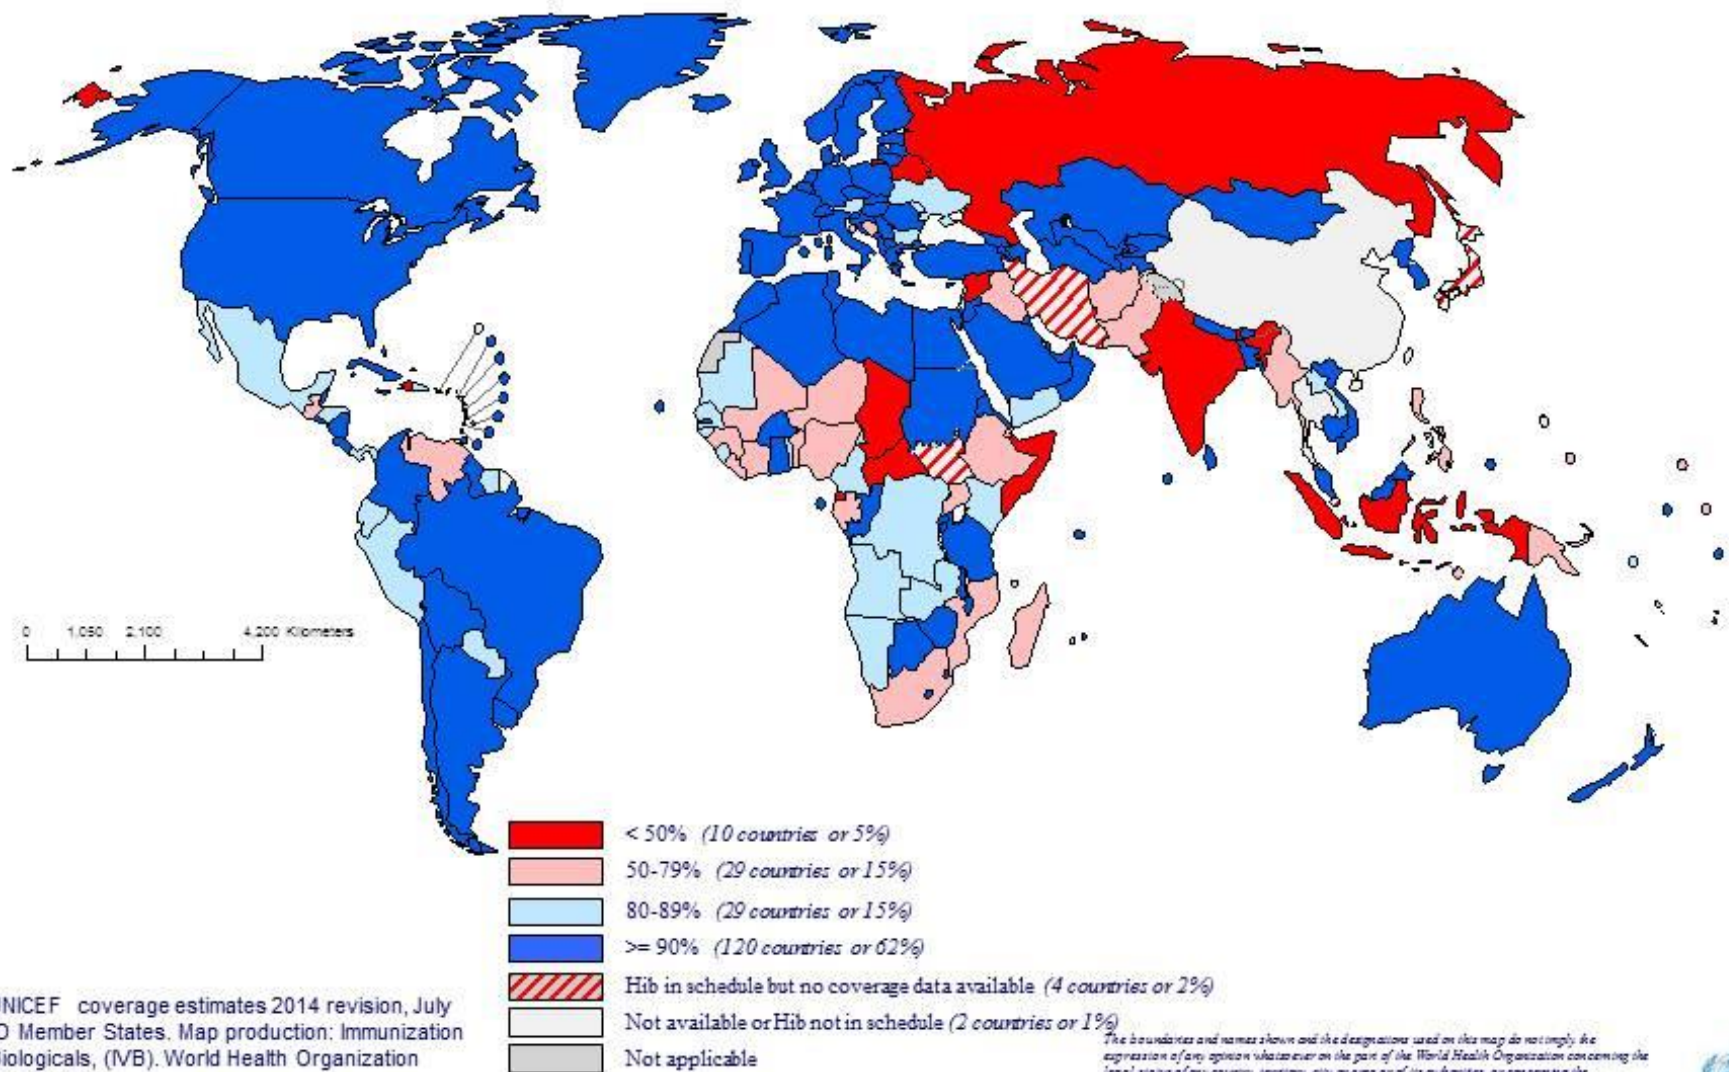 0 1,050 2,100 4,200 Kilometers
< 50% (10 countries or 5%)
50-79% (29 countries or 15%)
80-89% (29 countries or 15%)
>= 90% (120 countries or 62%)
Hib in schedule but no coverage data available (4 countries or 2%)
Not available or Hib not in schedule (2 countries or 1%)
Not applicable
NICEF coverage estimates 2014 revision, July
O Member States. Map production: Immunization
iologicals, (IVB). World Health Organization
The boundaries and names shown and the designations used on this map do not imply the
expression of any opinion whatsoever on the part of the World Health Organization concerning the